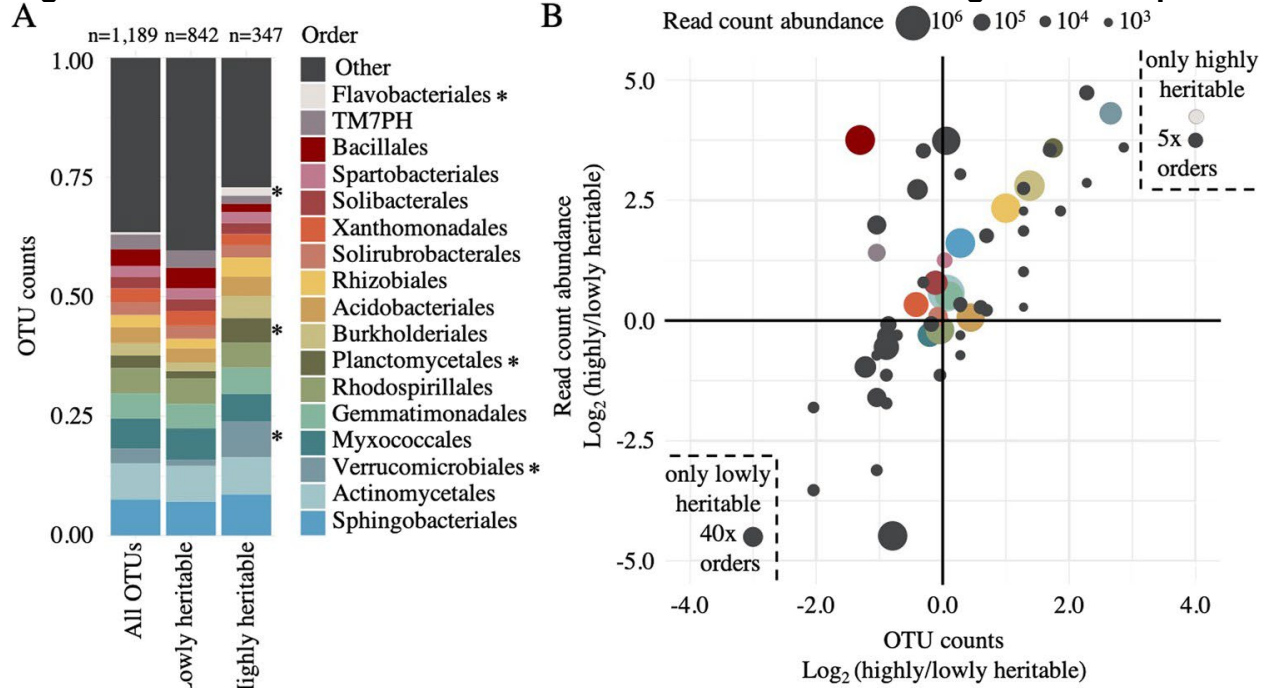 A
n=1,189 n=842 n=347
Order
1.00
0.75
0.50
0.25
0.00
OTU counts
*
*
*
All OTUs
Lowly heritable
Highly heritable
Other
Flavobacteriales *
TM7PH
Bacillales
Spartobacteriales
Solibacterales
Xanthomonadales
Solirubrobacterales
Rhizobiales
Acidobacteriales
Burkholderiales
Planctomycetales *
Rhodospirillales
Gemmatimonadales
Myxococcales
Verrucomicrobiales *
Actinomycetales
Sphingobacteriales
B
Read count abundance 10⁶ 10⁵ 10⁴ 10³
only highly
heritable
5x
orders
5.0
2.5
0.0
-2.5
-5.0
Read count abundance
Log₂ (highly/lowly heritable)
only lowly
heritable
40x
orders
-4.0 -2.0 0.0 2.0 4.0
OTU counts
Log₂ (highly/lowly heritable)